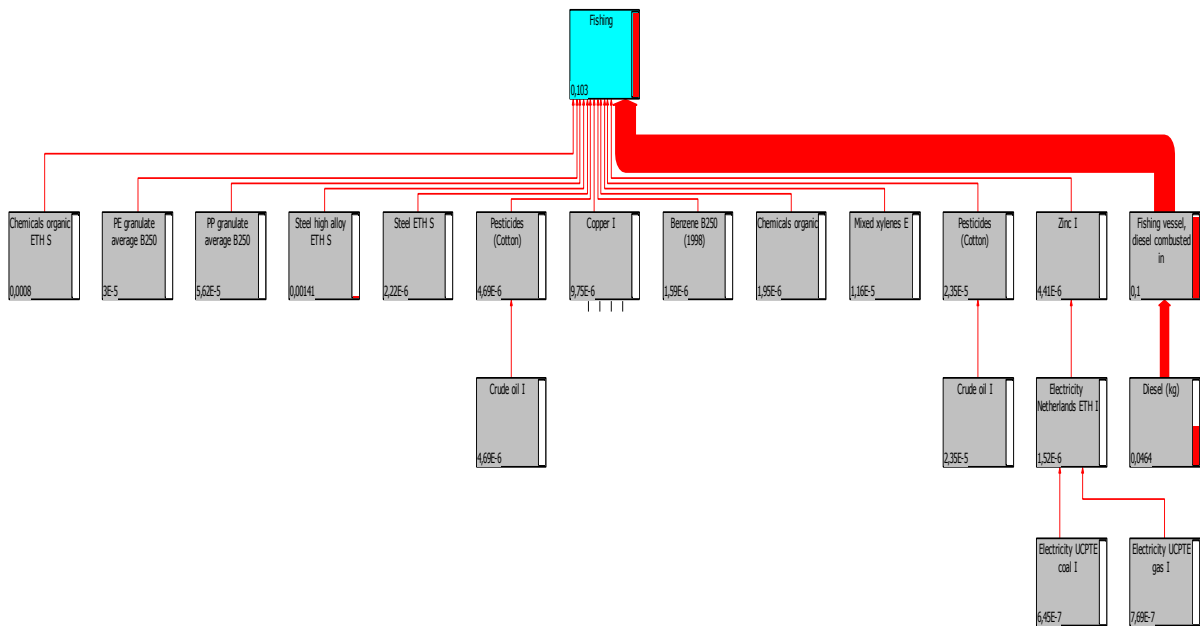 Fishing
0,103
Chemicals organic
ETH S
0,0008
PE granulate
average B250
3E-5
PP granulate
average B250
5,62E-5
Steel high alloy
ETH S
0,00141
Steel ETH S
2,22E-6
Pesticides
(Cotton)
4,69E-6
Copper I
9,75E-6
Benzene B250
(1998)
1,59E-6
Chemicals organic
1,95E-6
Mixed xylenes E
1,16E-5
Pesticides
(Cotton)
2,35E-5
Zinc I
4,41E-6
Fishing vessel,
diesel combusted
in
0,1
Crude oil I
4,69E-6
Crude oil I
2,35E-5
Electricity
Netherlands ETH I
1,52E-6
Diesel (kg)
0,0464
Electricity UCPTE
coal I
6,45E-7
Electricity UCPTE
gas I
7,69E-7